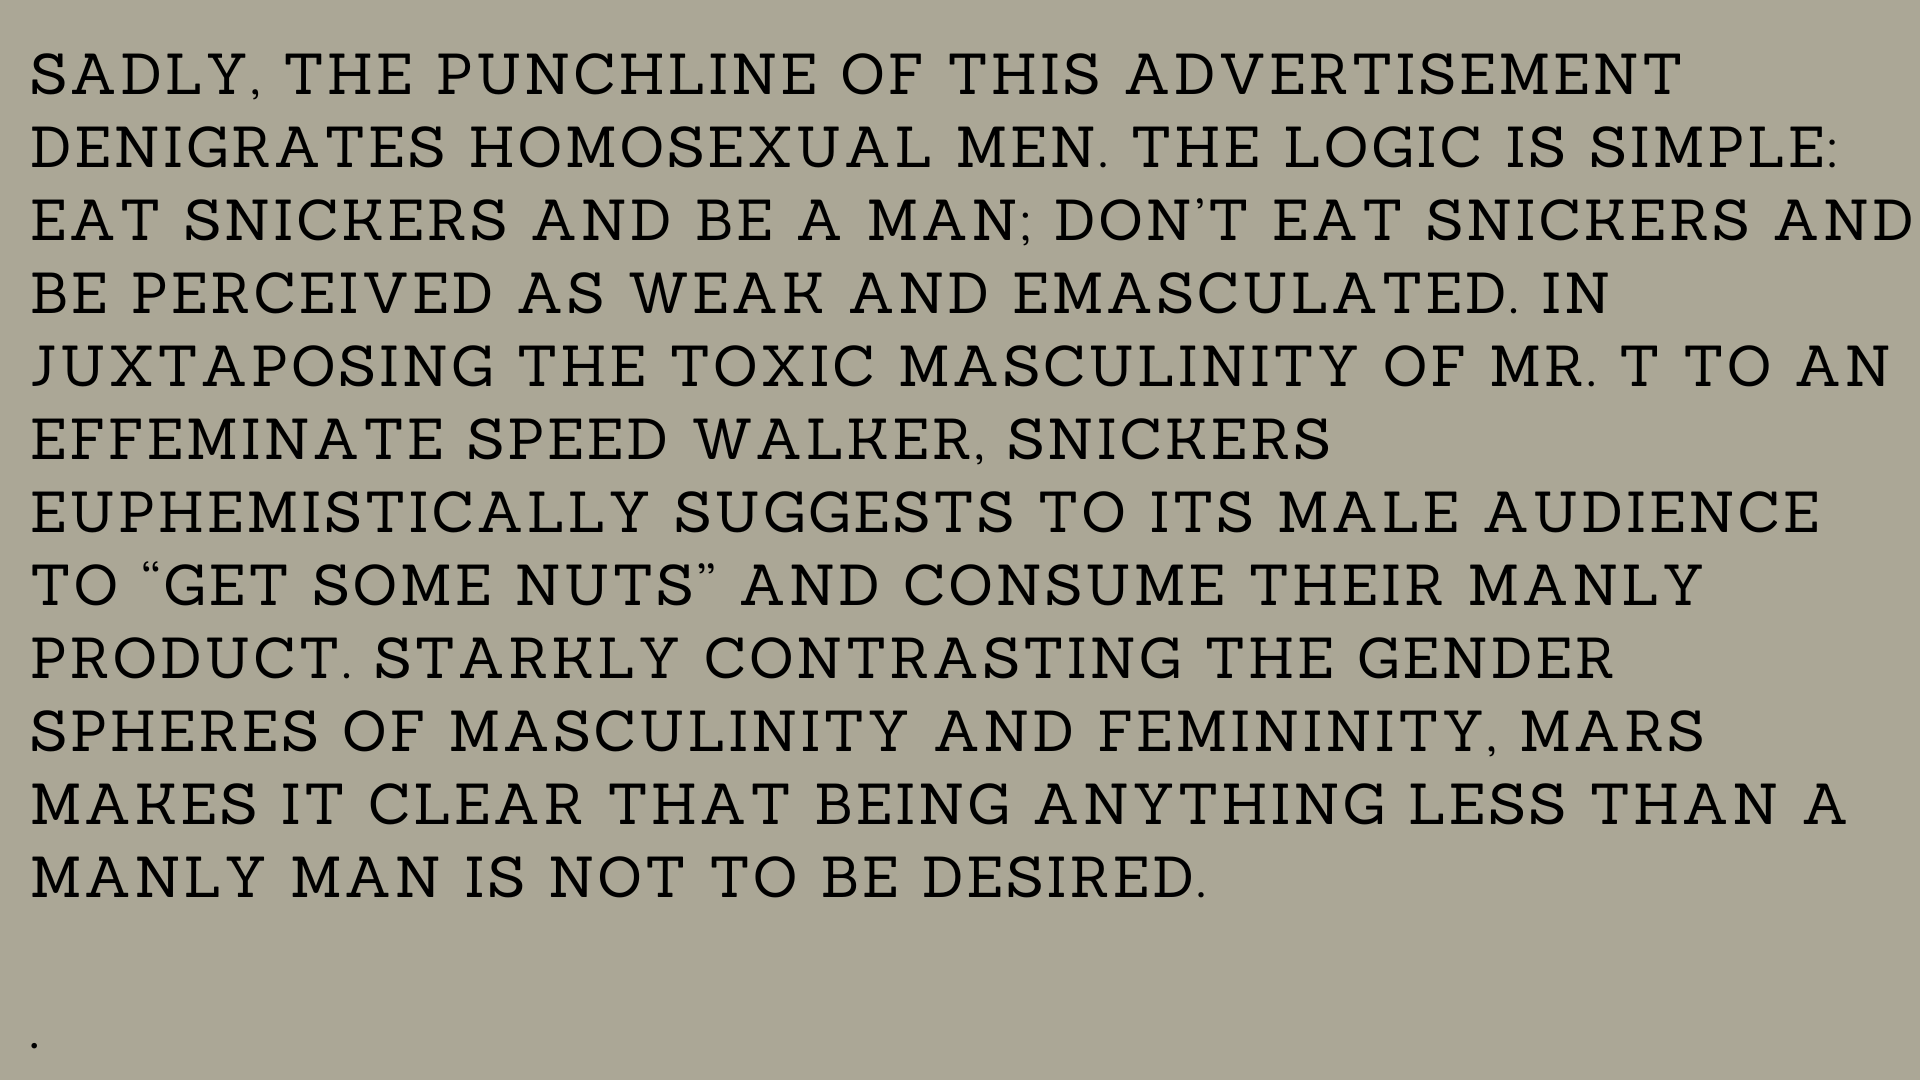 SADLY, THE PUNCHLINE OF THIS ADVERTISEMENT
DENIGRATES HOMOSEXUAL MEN. THE LOGIC IS SIMPLE:
EAT SNICKERS AND BE A MAN; DON’T EAT SNICKERS AND
BE PERCEIVED AS WEAK AND EMASCULATED. IN
JUXTAPOSING THE TOXIC MASCULINITY OF MR. T TO AN
EFFEMINATE SPEED WALKER, SNICKERS
EUPHEMISTICALLY SUGGESTS TO ITS MALE AUDIENCE
TO “GET SOME NUTS” AND CONSUME THEIR MANLY
PRODUCT. STARKLY CONTRASTING THE GENDER
SPHERES OF MASCULINITY AND FEMININITY, MARS
MAKES IT CLEAR THAT BEING ANYTHING LESS THAN A
MANLY MAN IS NOT TO BE DESIRED.
.